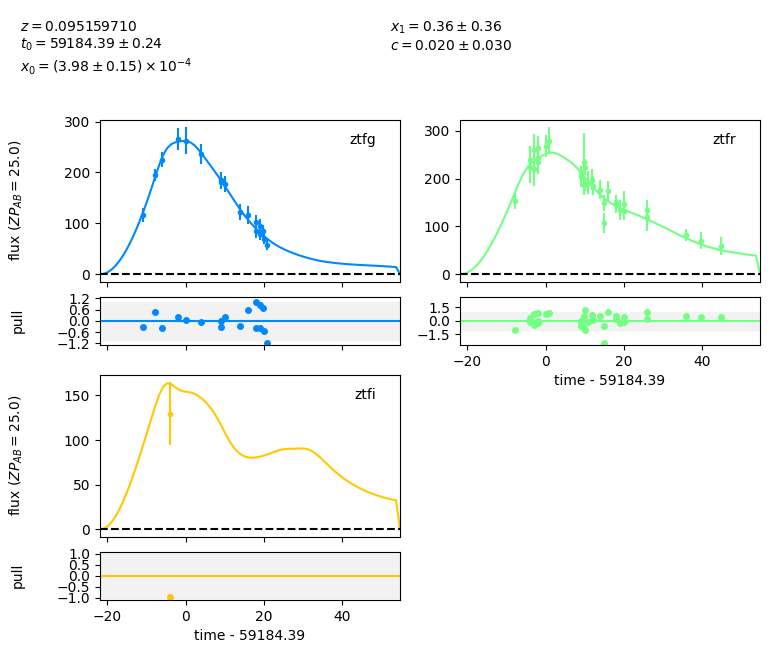 z = 0.095159710
t₀ = 59184.39 ± 0.24
x₀ = (3.98 ± 0.15) × 10⁻⁴
x₁ = 0.36 ± 0.36
c = 0.020 ± 0.030
flux (ZP_AB = 25.0)
300
200
100
0
ztfg
300
200
100
0
ztfr
pull
1.2
0.6
0.0
−0.6
−1.2
1.5
0.0
−1.5
−20 0 20 40
time - 59184.39
flux (ZP_AB = 25.0)
150
100
50
0
ztfi
pull
1.0
0.5
0.0
−0.5
−1.0
−20 0 20 40
time - 59184.39